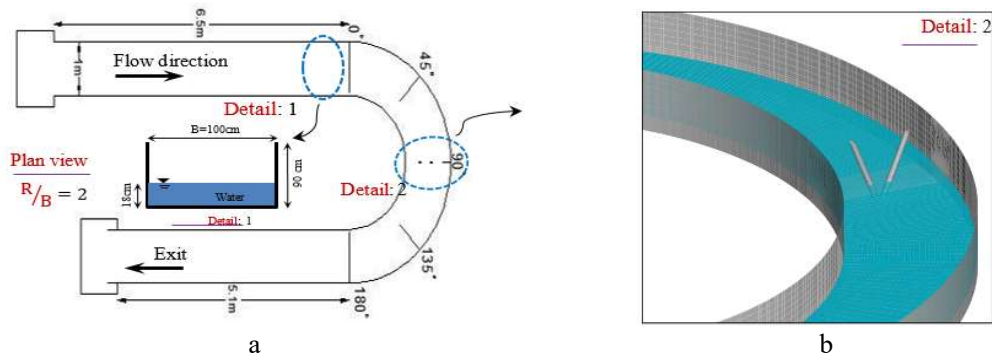 6.5m
0°
1m
Flow direction
45°
Detail: 1
B=100cm
Plan view
R/B = 2
18cm
Water
90 cm
Detail: 1
Detail: 2
90
135°
Exit
5.1m
180°
a
Detail: 2
b